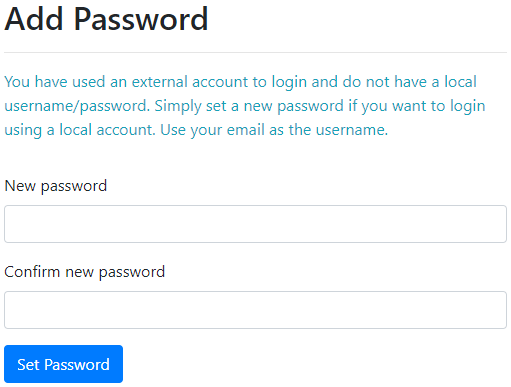 Add Password
You have used an external account to login and do not have a local
username/password. Simply set a new password if you want to login
using a local account. Use your email as the username.
New password
Confirm new password
Set Password